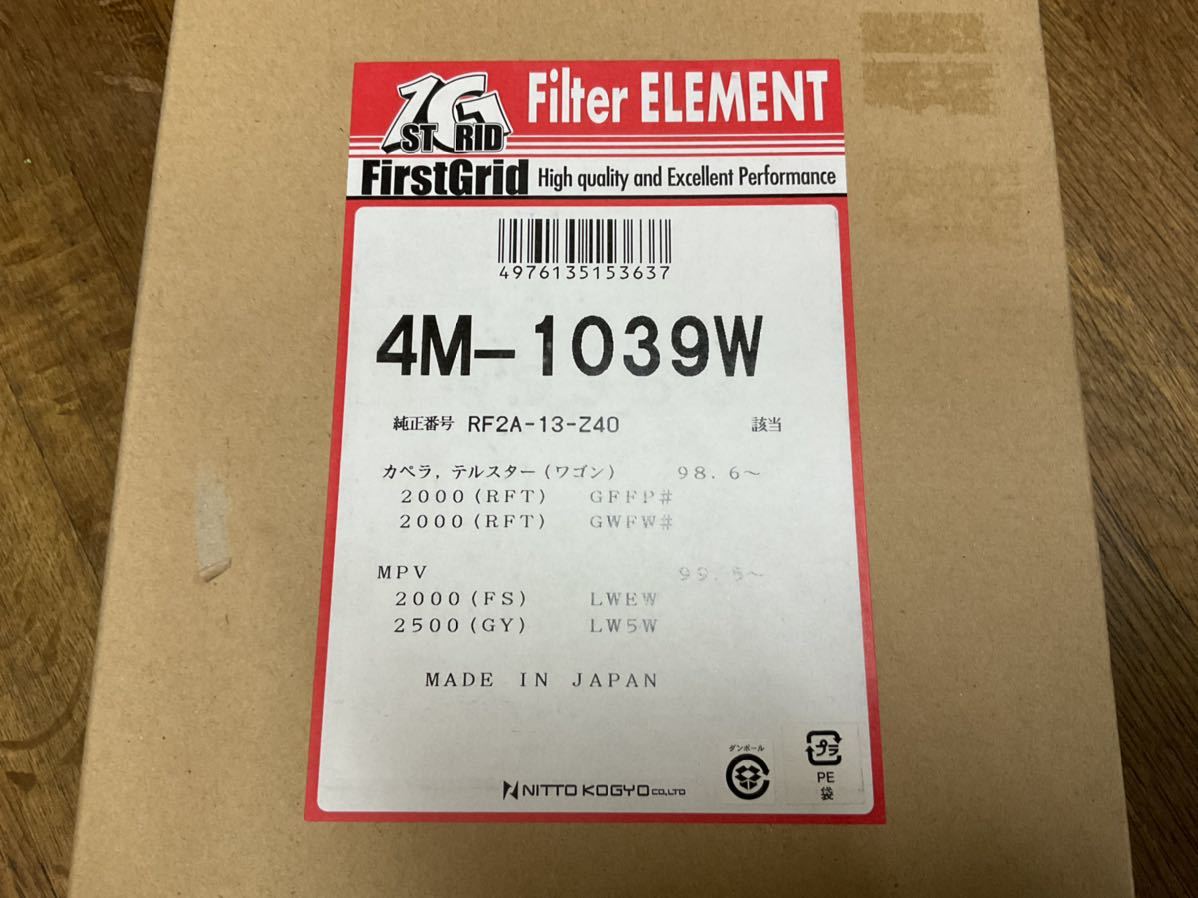 1G
ST RID
Filter ELEMENT
FirstGrid High quality and Excellent Performance
4976135153637
4M-1039W
純正番号 RF2A-13-Z40 該当
カペラ, テルスター(ワゴン) 98. 6〜
2000(RFT) GFFP#
2000(RFT) GWFW#
MPV 99. 5〜
2000(FS) LWEW
2500(GY) LW5W
MADE IN JAPAN
NITTO KOGYO CO.,LTD
ダンボール
プラ
PE
袋